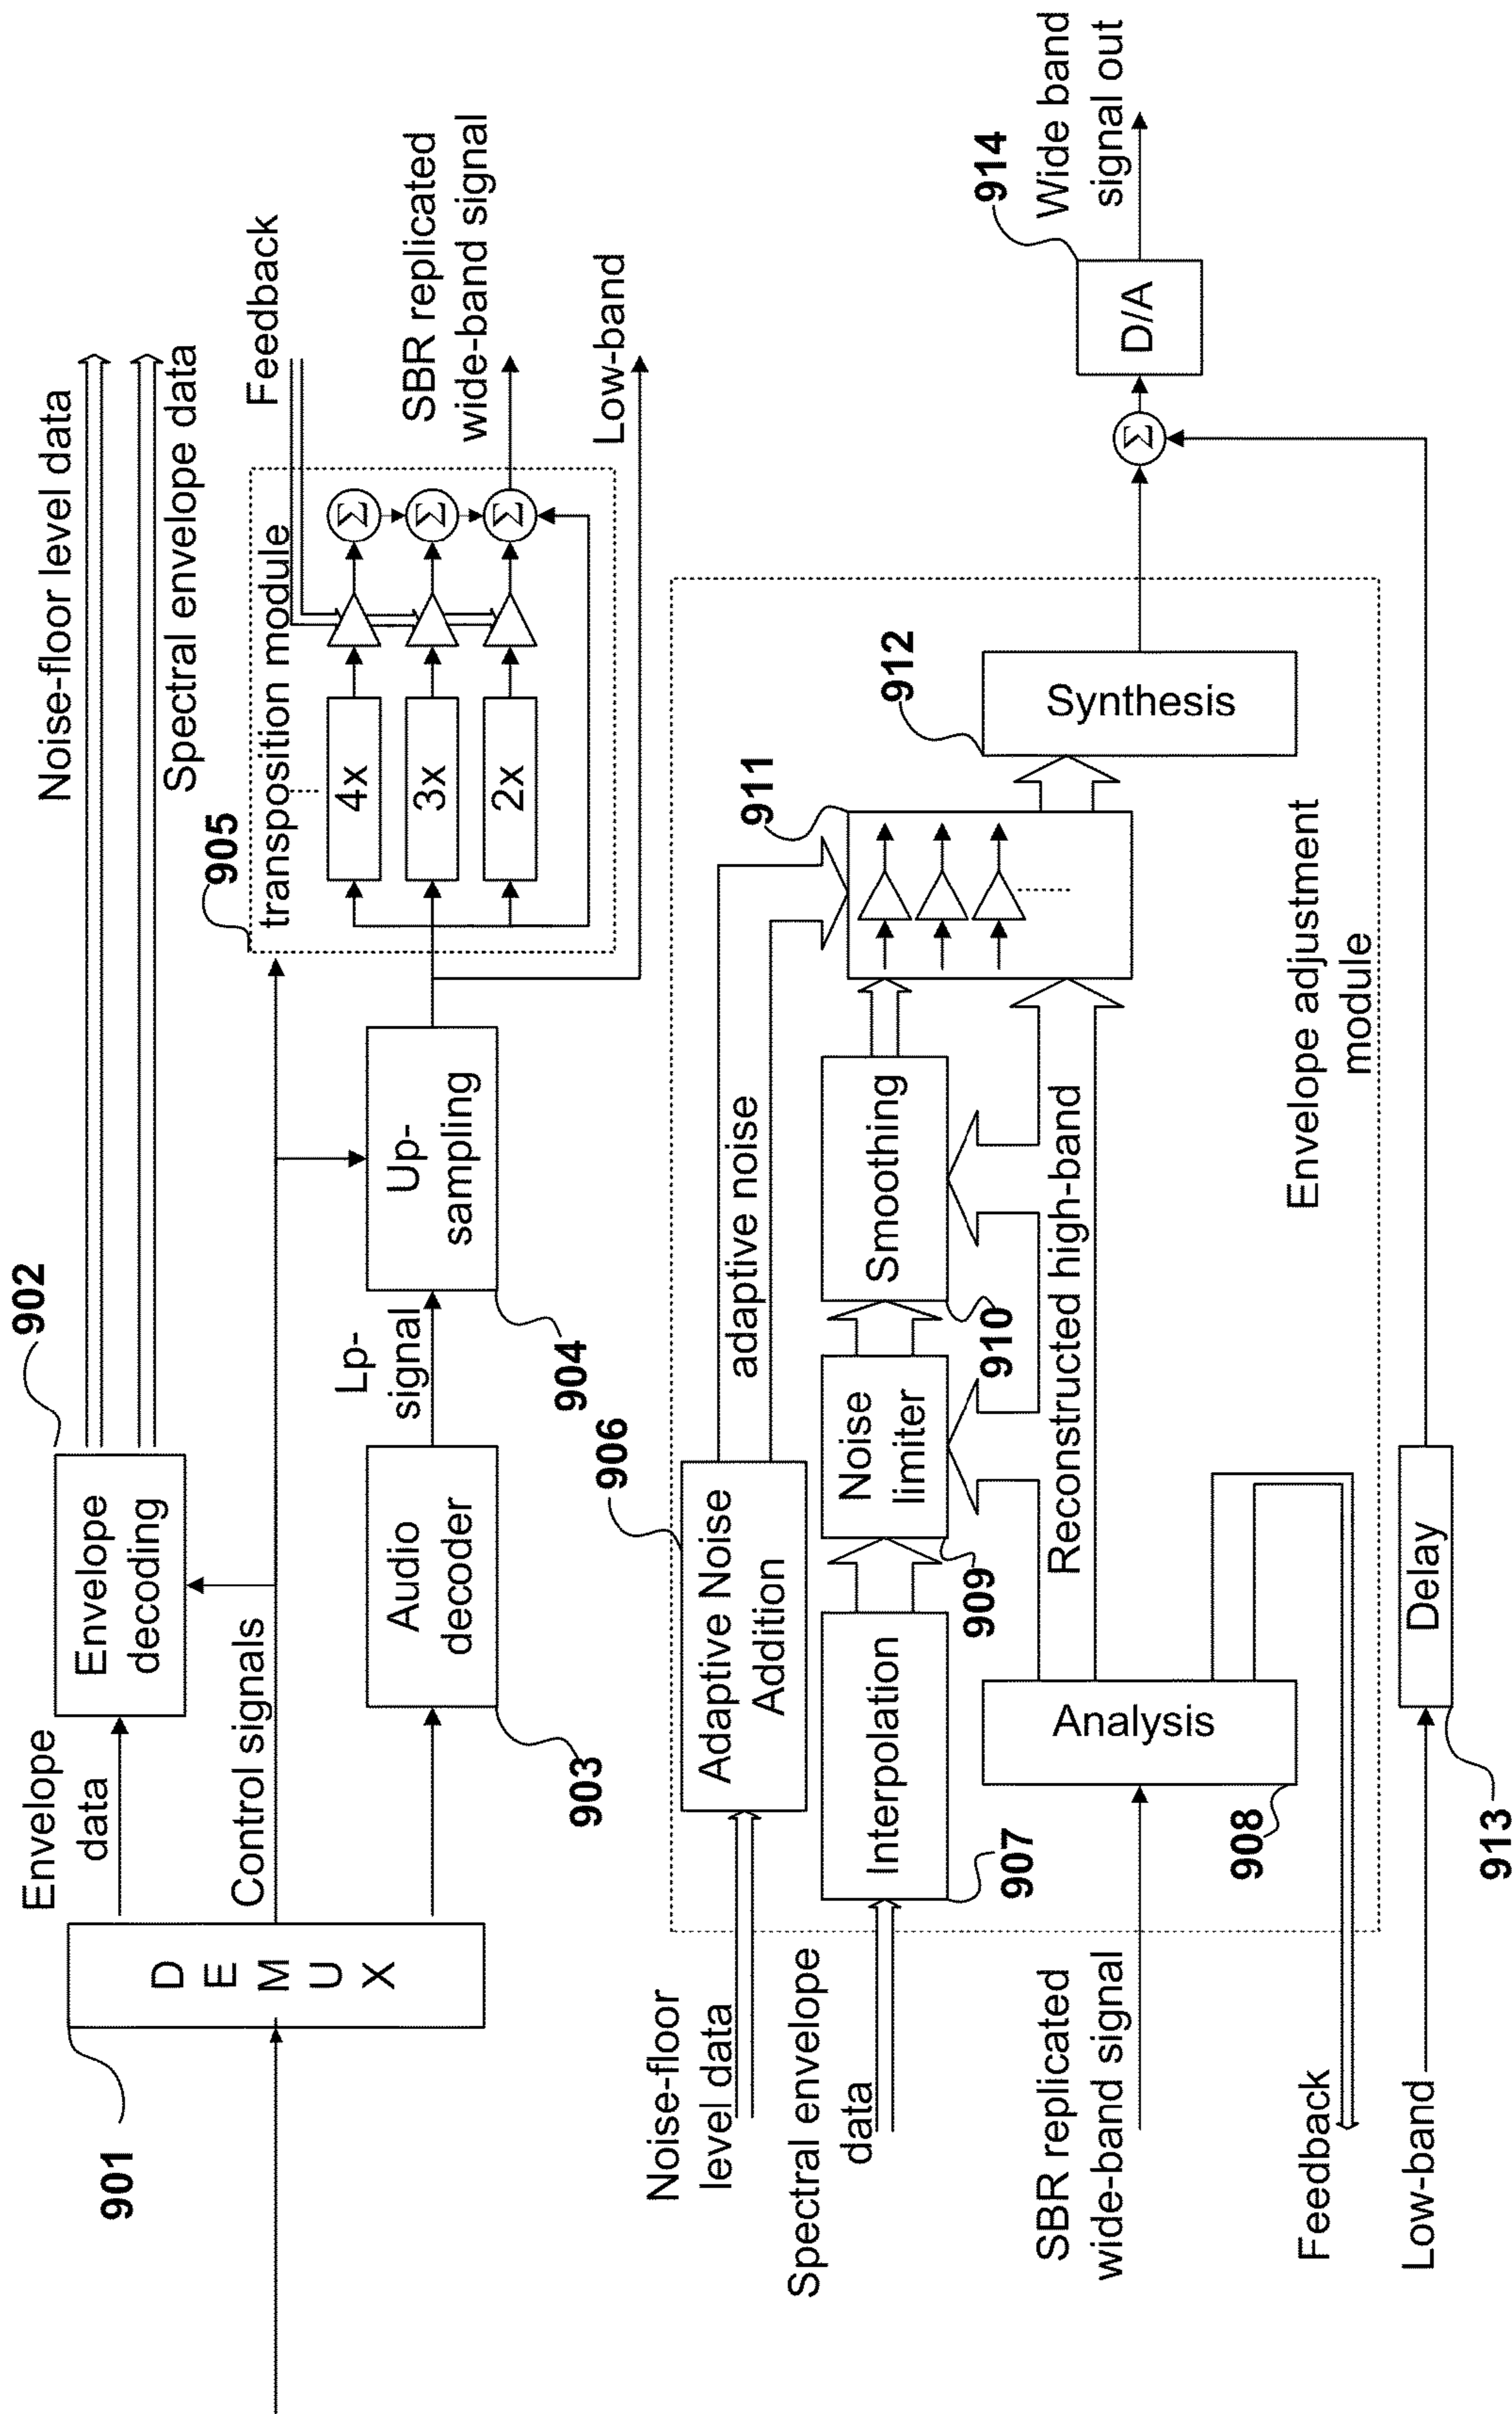 901
D
E
M
U
X
Envelope
data
Control signals
902
Envelope
decoding
Noise-floor level data
Spectral envelope data
903
Audio
decoder
Lp-
signal
904
Up-
sampling
905
transposition module
4x
3x
2x
Σ
Σ
Σ
Feedback
SBR replicated
wide-band signal
Low-band
Noise-floor
level data
Spectral envelope
data
SBR replicated
wide-band signal
Feedback
Low-band
906
Adaptive Noise
Addition
adaptive noise
907
Interpolation
909
Noise
limiter
910
Smoothing
911
908
Analysis
Reconstructed high-band
912
Synthesis
Envelope adjustment
module
913
Delay
Σ
914
D/A
Wide band
signal out